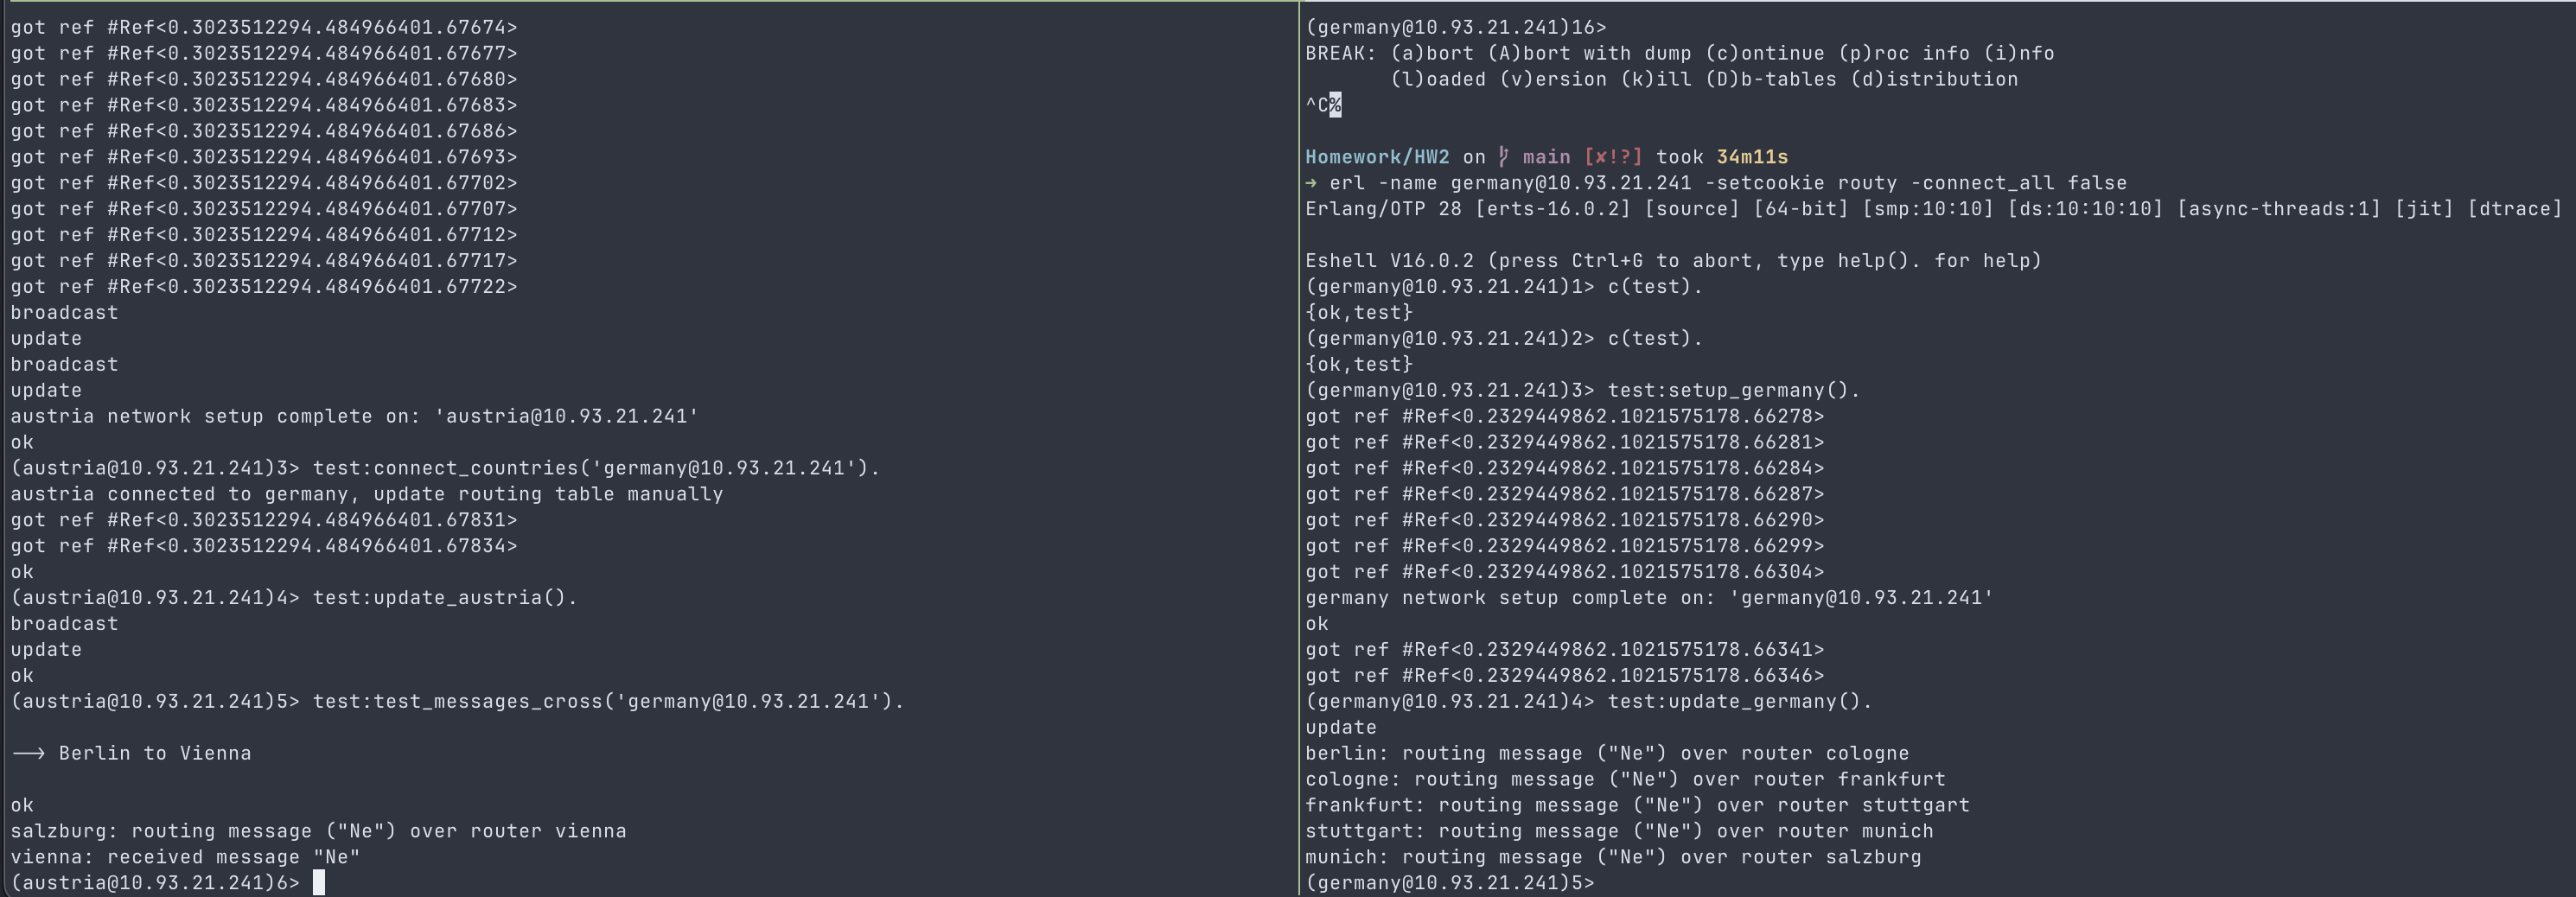 got ref #Ref<0.3023512294.484966401.67674>
got ref #Ref<0.3023512294.484966401.67677>
got ref #Ref<0.3023512294.484966401.67680>
got ref #Ref<0.3023512294.484966401.67683>
got ref #Ref<0.3023512294.484966401.67686>
got ref #Ref<0.3023512294.484966401.67693>
got ref #Ref<0.3023512294.484966401.67702>
got ref #Ref<0.3023512294.484966401.67707>
got ref #Ref<0.3023512294.484966401.67712>
got ref #Ref<0.3023512294.484966401.67717>
got ref #Ref<0.3023512294.484966401.67722>
broadcast
update
broadcast
update
austria network setup complete on: 'austria@10.93.21.241'
ok
(austria@10.93.21.241)3> test:connect_countries('germany@10.93.21.241').
austria connected to germany, update routing table manually
got ref #Ref<0.3023512294.484966401.67831>
got ref #Ref<0.3023512294.484966401.67834>
ok
(austria@10.93.21.241)4> test:update_austria().
broadcast
update
ok
(austria@10.93.21.241)5> test:test_messages_cross('germany@10.93.21.241').
⟶ Berlin to Vienna
ok
salzburg: routing message ("Ne") over router vienna
vienna: received message "Ne"
(austria@10.93.21.241)6>
(germany@10.93.21.241)16>
BREAK: (a)bort (A)bort with dump (c)ontinue (p)roc info (i)nfo
(l)oaded (v)ersion (k)ill (D)b-tables (d)istribution
^C%
Homework/HW2 on main [✘!?] took 34m11s
➜ erl -name germany@10.93.21.241 -setcookie routy -connect_all false
Erlang/OTP 28 [erts-16.0.2] [source] [64-bit] [smp:10:10] [ds:10:10:10] [async-threads:1] [jit] [dtrace]
Eshell V16.0.2 (press Ctrl+G to abort, type help(). for help)
(germany@10.93.21.241)1> c(test).
{ok,test}
(germany@10.93.21.241)2> c(test).
{ok,test}
(germany@10.93.21.241)3> test:setup_germany().
got ref #Ref<0.2329449862.1021575178.66278>
got ref #Ref<0.2329449862.1021575178.66281>
got ref #Ref<0.2329449862.1021575178.66284>
got ref #Ref<0.2329449862.1021575178.66287>
got ref #Ref<0.2329449862.1021575178.66290>
got ref #Ref<0.2329449862.1021575178.66299>
got ref #Ref<0.2329449862.1021575178.66304>
germany network setup complete on: 'germany@10.93.21.241'
ok
got ref #Ref<0.2329449862.1021575178.66341>
got ref #Ref<0.2329449862.1021575178.66346>
(germany@10.93.21.241)4> test:update_germany().
update
berlin: routing message ("Ne") over router cologne
cologne: routing message ("Ne") over router frankfurt
frankfurt: routing message ("Ne") over router stuttgart
stuttgart: routing message ("Ne") over router munich
munich: routing message ("Ne") over router salzburg
(germany@10.93.21.241)5>